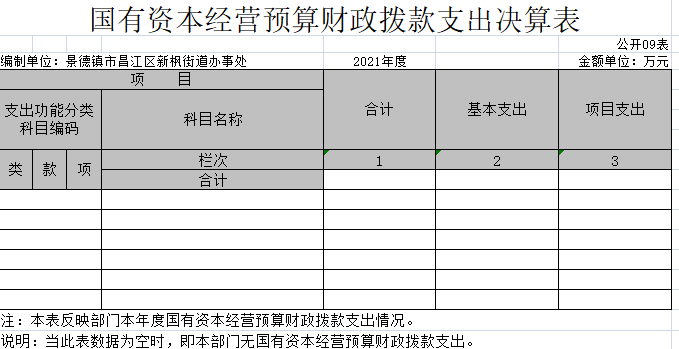 国有资本经营预算财政拨款支出决算表
公开09表
编制单位：景德镇市昌江区新枫街道办事处 2021年度 金额单位：万元
项 目 合计 基本支出 项目支出
支出功能分类科目编码 科目名称
类 款 项 栏次 1 2 3
合计
注：本表反映部门本年度国有资本经营预算财政拨款支出情况。
说明：当此表数据为空时，即本部门无国有资本经营预算财政拨款支出。